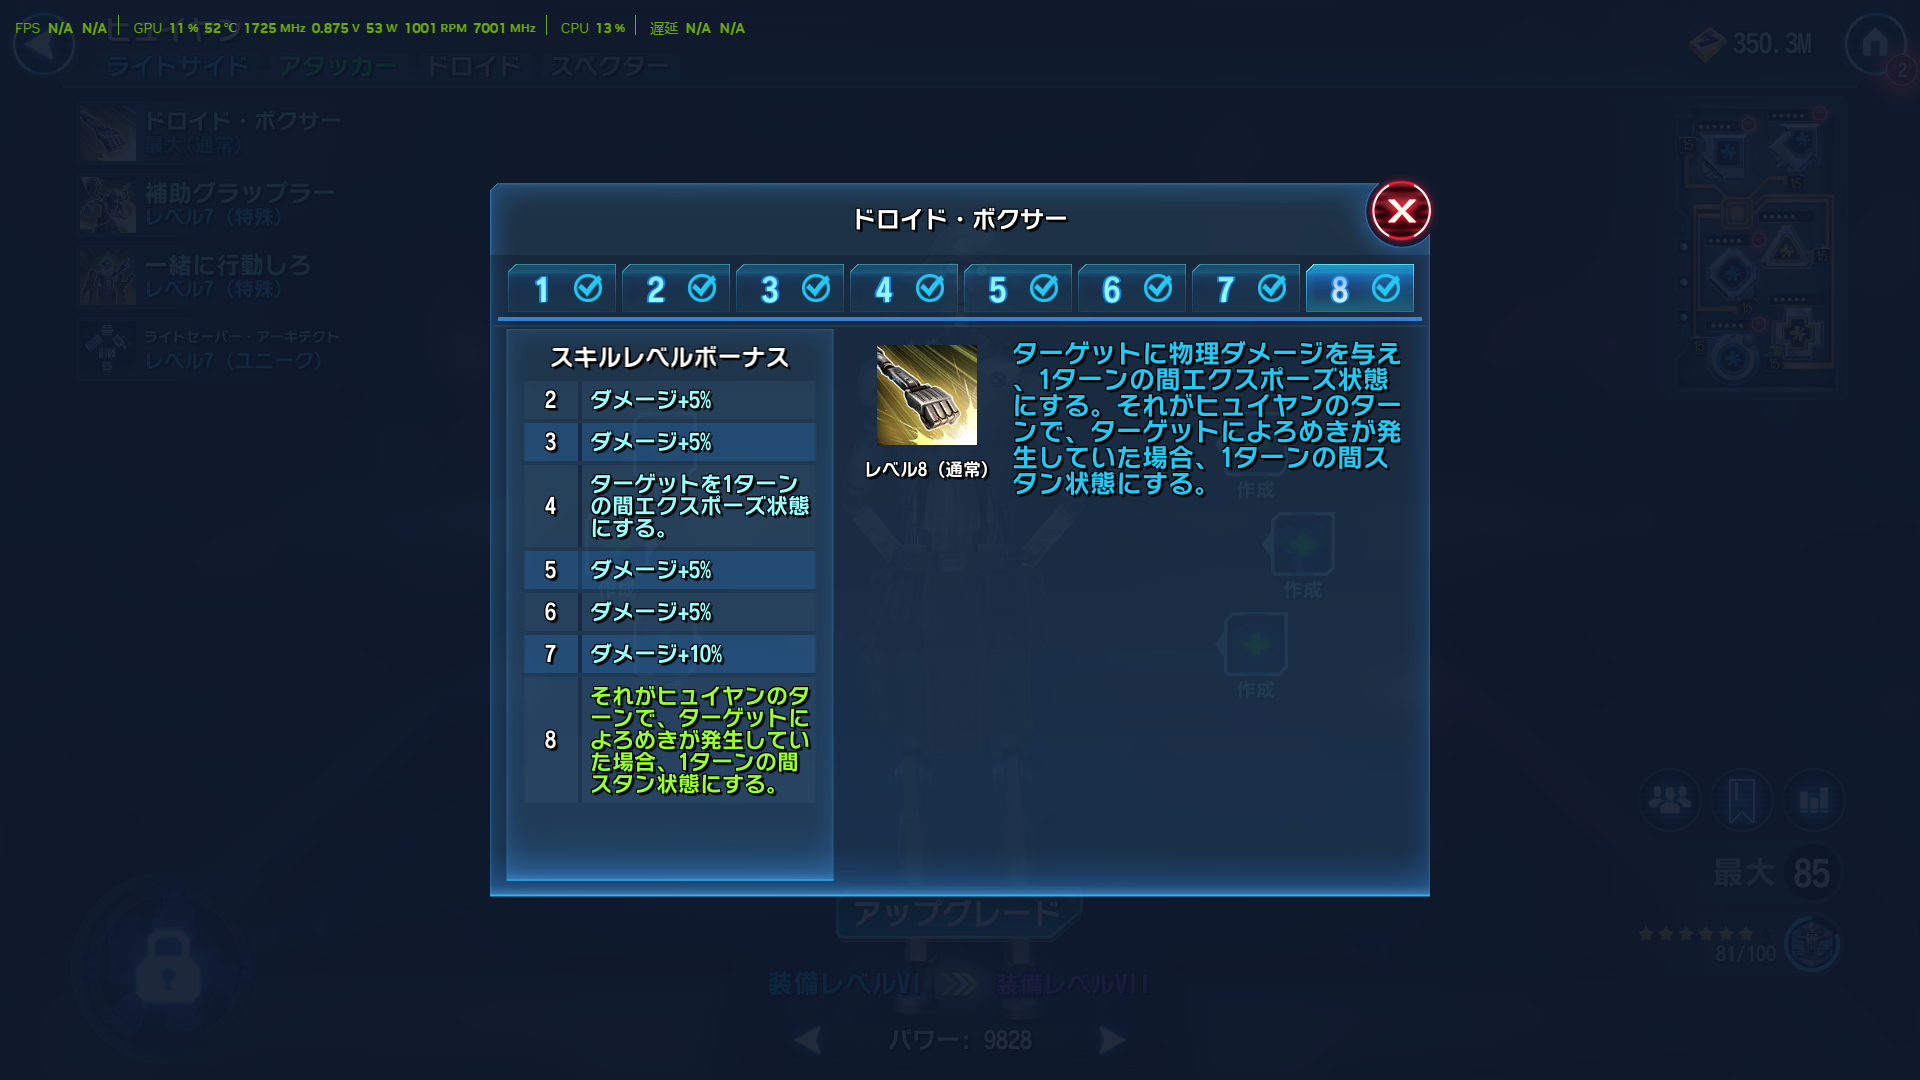 FPS N/A N/A GPU 11 % 52 ℃ 1725 MHz 0.875 V 53 W 1001 RPM 7001 MHz CPU 13 % 遅延 N/A N/A
ヒュイヤン
ライトサイド アタッカー ドロイド スペクター
350.3M
2
ドロイド・ボクサー
最大(通常)
補助グラップラー
レベル7 (特殊)
一緒に行動しろ
レベル7 (特殊)
ライトセーバー・アーキテクト
レベル7 (ユニーク)
ドロイド・ボクサー
1 2 3 4 5 6 7 8
スキルレベルボーナス
2 ダメージ+5%
3 ダメージ+5%
4 ターゲットを1ターン
の間エクスポーズ状態
にする。
5 ダメージ+5%
6 ダメージ+5%
7 ダメージ+10%
8 それがヒュイヤンのタ
ーンで、ターゲットに
よろめきが発生してい
た場合、1ターンの間
スタン状態にする。
レベル8 (通常)
ターゲットに物理ダメージを与え
、1ターンの間エクスポーズ状態
にする。それがヒュイヤンのター
ンで、ターゲットによろめきが発
生していた場合、1ターンの間ス
タン状態にする。
作成
作成
作成
作成
15
15
15
15
15
15
最大 85
81/100
アップグレード
装備レベルVI 装備レベルVII
パワー: 9828